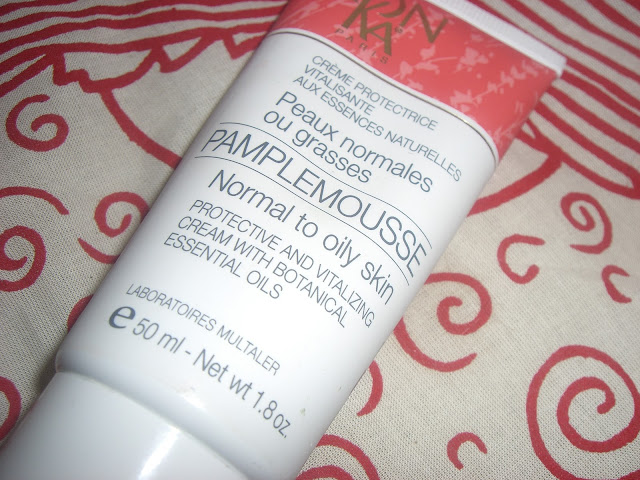 PARIS
CRÈME PROTECTRICE
VITALISANTE
AUX ESSENCES NATURELLES
Peaux normales
ou grasses
PAMPLEMOUSSE
Normal to oily skin
PROTECTIVE AND VITALIZING
CREAM WITH BOTANICAL
ESSENTIAL OILS
LABORATOIRES MULTALER
e 50 ml - Net wt 1.8 oz.